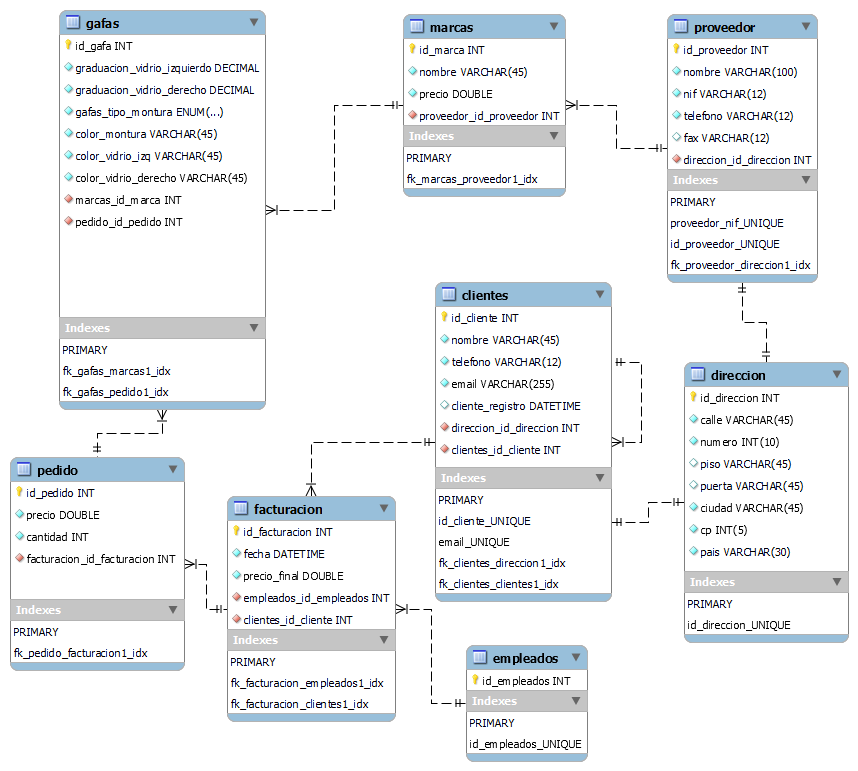 gafas
id_gafa INT
graduacion_vidrio_izquierdo DECIMAL
graduacion_vidrio_derecho DECIMAL
gafas_tipo_montura ENUM(...)
color_montura VARCHAR(45)
color_vidrio_izq VARCHAR(45)
color_vidrio_derecho VARCHAR(45)
marcas_id_marca INT
pedido_id_pedido INT
Indexes
PRIMARY
fk_gafas_marcas1_idx
fk_gafas_pedido1_idx
marcas
id_marca INT
nombre VARCHAR(45)
precio DOUBLE
proveedor_id_proveedor INT
Indexes
PRIMARY
fk_marcas_proveedor1_idx
proveedor
id_proveedor INT
nombre VARCHAR(100)
nif VARCHAR(12)
telefono VARCHAR(12)
fax VARCHAR(12)
direccion_id_direccion INT
Indexes
PRIMARY
proveedor_nif_UNIQUE
id_proveedor_UNIQUE
fk_proveedor_direccion1_idx
clientes
id_cliente INT
nombre VARCHAR(45)
telefono VARCHAR(12)
email VARCHAR(255)
cliente_registro DATETIME
direccion_id_direccion INT
clientes_id_cliente INT
Indexes
PRIMARY
id_cliente_UNIQUE
email_UNIQUE
fk_clientes_direccion1_idx
fk_clientes_clientes1_idx
direccion
id_direccion INT
calle VARCHAR(45)
numero INT(10)
piso VARCHAR(45)
puerta VARCHAR(45)
ciudad VARCHAR(45)
cp INT(5)
pais VARCHAR(30)
Indexes
PRIMARY
id_direccion_UNIQUE
pedido
id_pedido INT
precio DOUBLE
cantidad INT
facturacion_id_facturacion INT
Indexes
PRIMARY
fk_pedido_facturacion1_idx
facturacion
id_facturacion INT
fecha DATETIME
precio_final DOUBLE
empleados_id_empleados INT
clientes_id_cliente INT
Indexes
PRIMARY
fk_facturacion_empleados1_idx
fk_facturacion_clientes1_idx
empleados
id_empleados INT
Indexes
PRIMARY
id_empleados_UNIQUE